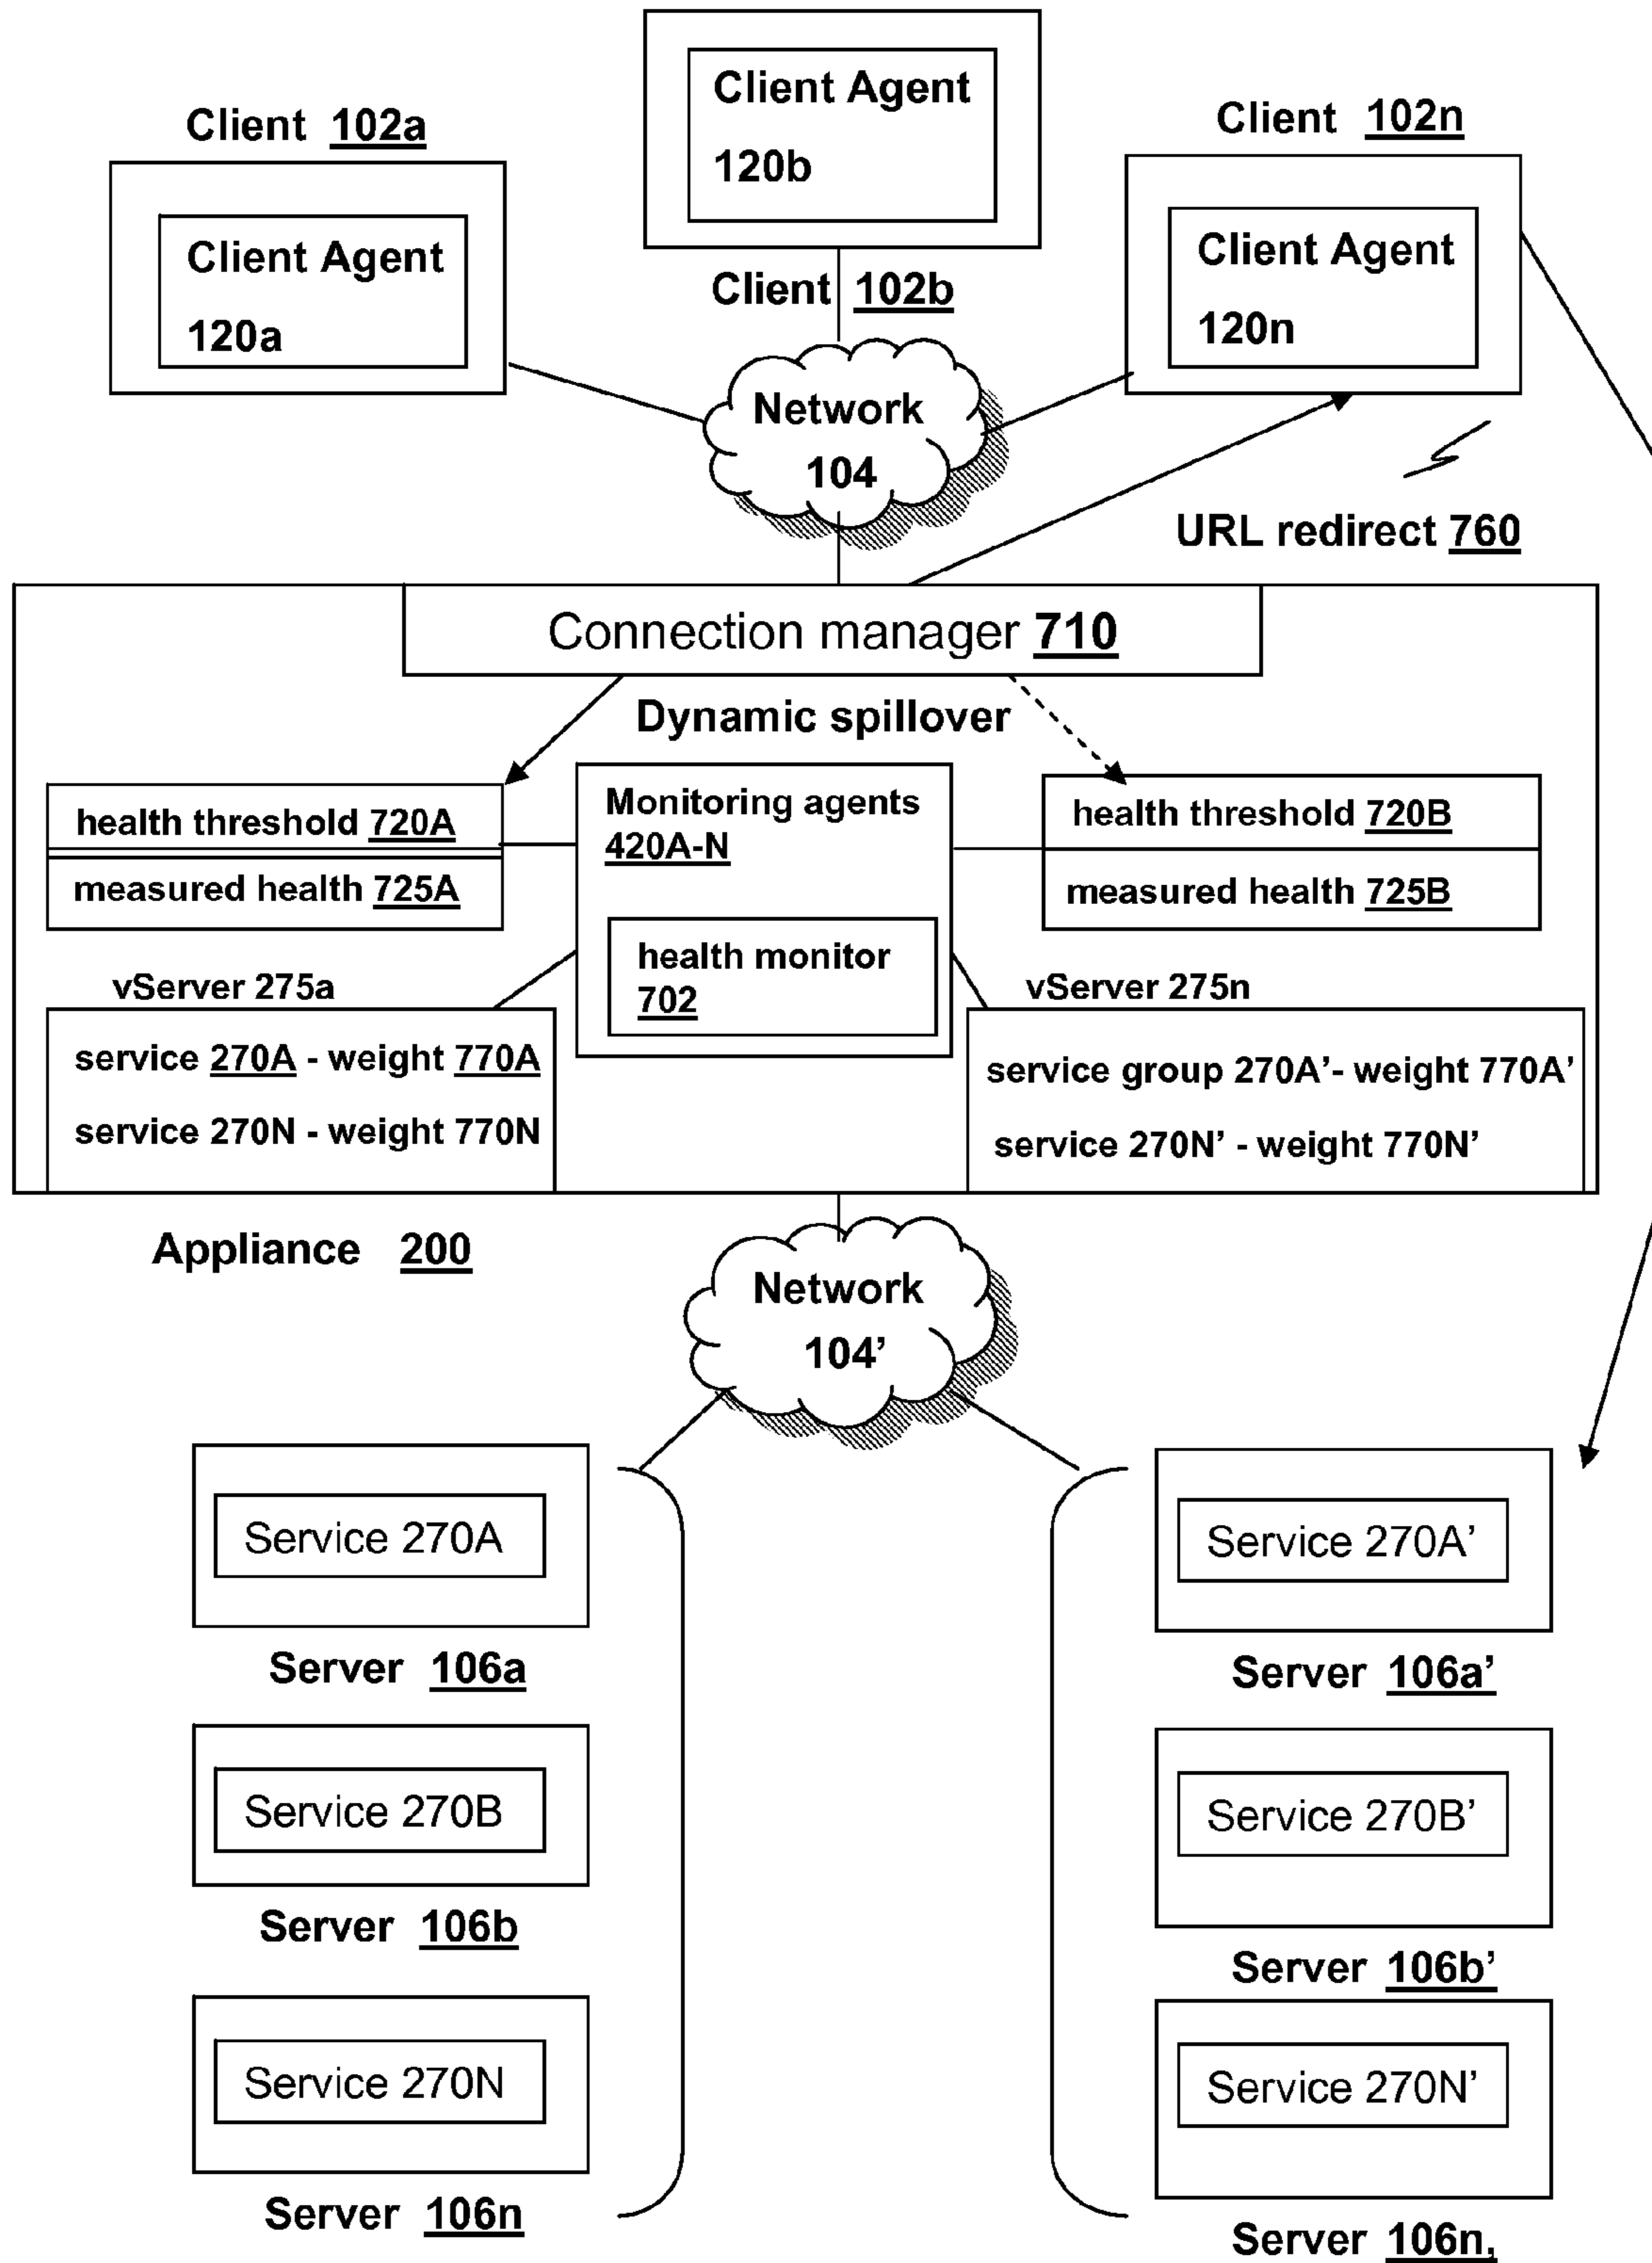 Client Agent
120b
Client 102a
Client 102n
Client Agent
120a
Client Agent
120n
Client 102b
Network
104
URL redirect 760
Connection manager 710
Dynamic spillover
health threshold 720A
measured health 725A
Monitoring agents
420A-N
health monitor
702
health threshold 720B
measured health 725B
vServer 275a
service 270A - weight 770A
service 270N - weight 770N
vServer 275n
service group 270A’- weight 770A’
service 270N’ - weight 770N’
Appliance 200
Network
104’
Service 270A
Server 106a
Service 270B
Server 106b
Service 270N
Server 106n
Service 270A’
Server 106a’
Service 270B’
Server 106b’
Service 270N’
Server 106n,